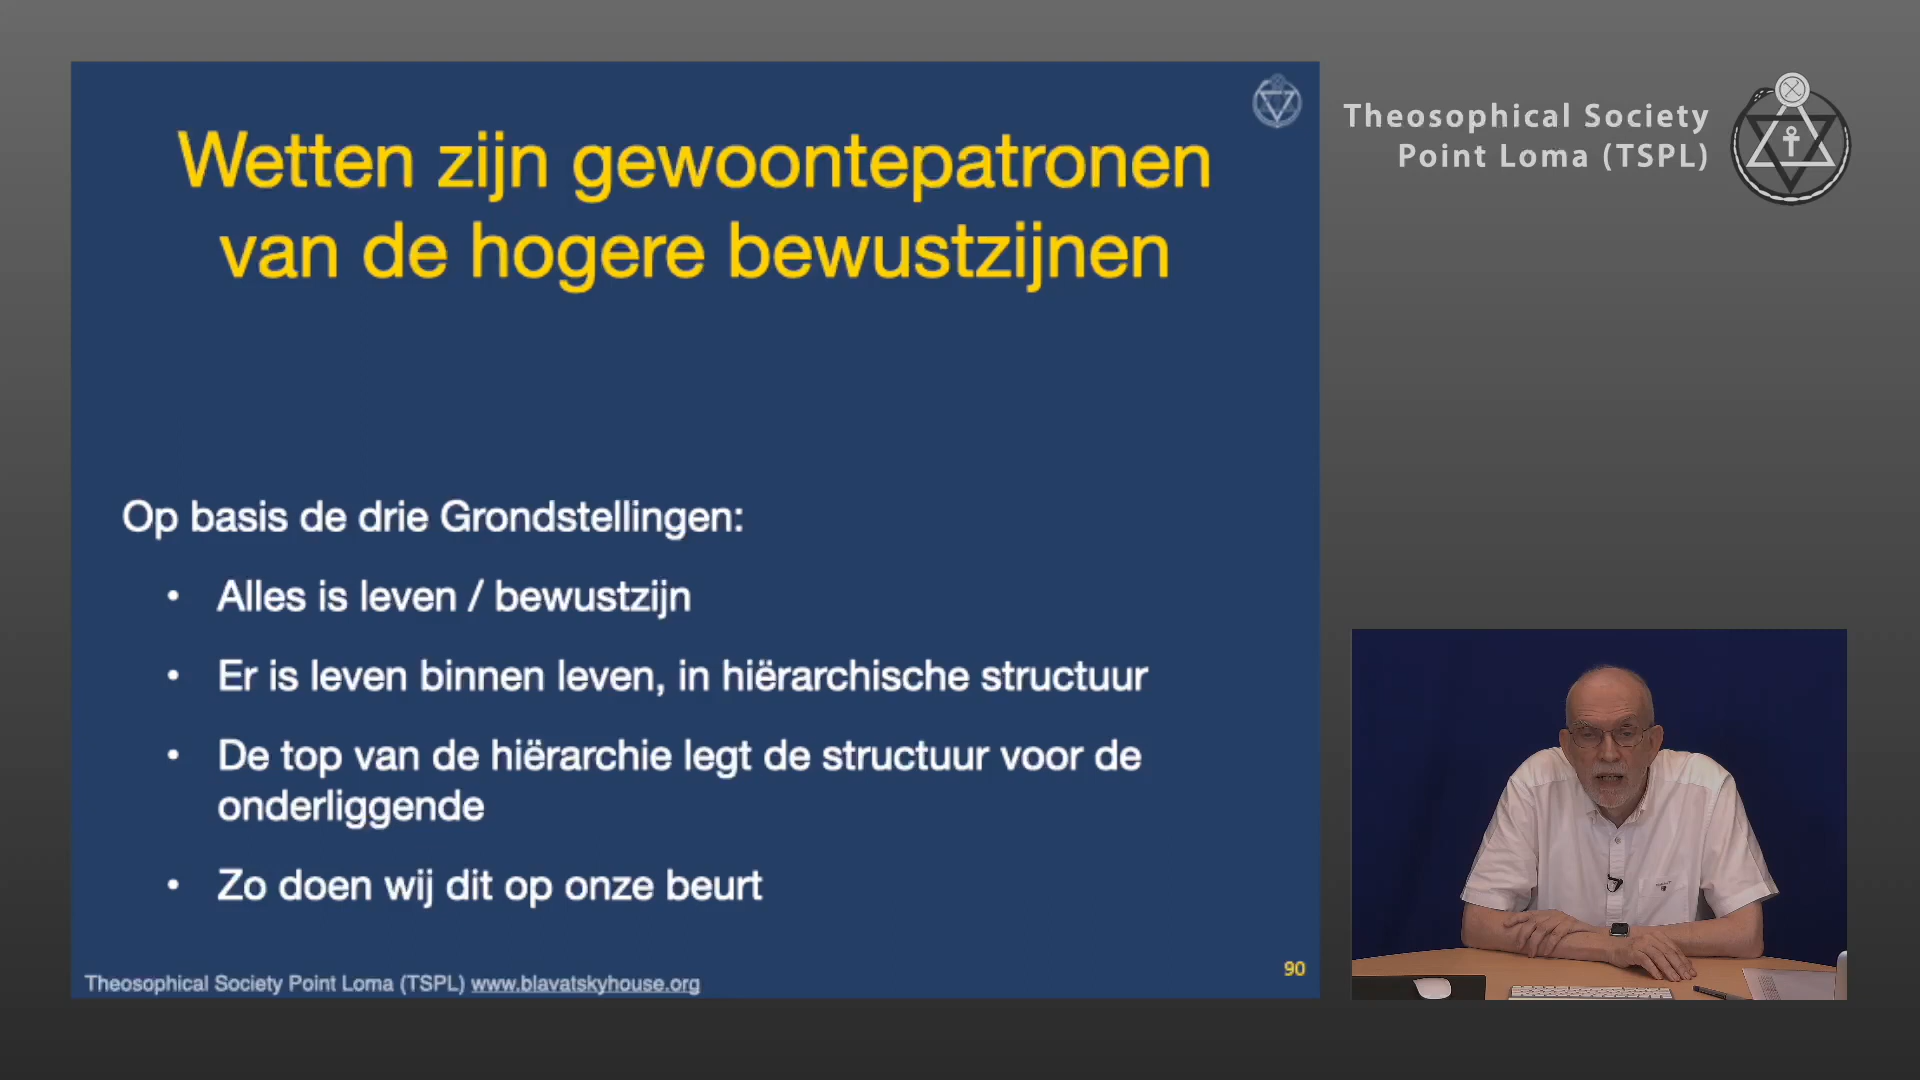 Wetten zijn gewoontepatronen
van de hogere bewustzijnen
Op basis de drie Grondstellingen:
• Alles is leven / bewustzijn
• Er is leven binnen leven, in hiërarchische structuur
• De top van de hiërarchie legt de structuur voor de
onderliggende
• Zo doen wij dit op onze beurt
Theosophical Society Point Loma (TSPL) www.blavatskyhouse.org
90
Theosophical Society
Point Loma (TSPL)